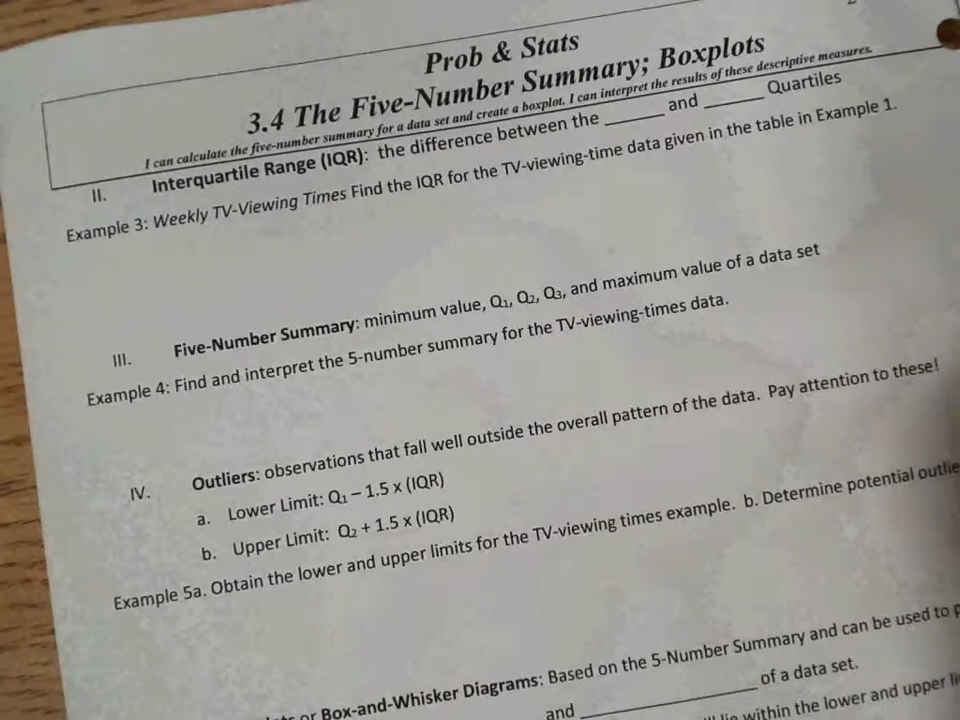 Prob & Stats
3.4 The Five-Number Summary; Boxplots
I can calculate the five-number summary for a data set and create a boxplot. I can interpret the results of these descriptive measures.
II. Interquartile Range (IQR): the difference between the ______ and ______ Quartiles
Example 3: Weekly TV-Viewing Times Find the IQR for the TV-viewing-time data given in the table in Example 1.
III. Five-Number Summary: minimum value, Q1, Q2, Q3, and maximum value of a data set
Example 4: Find and interpret the 5-number summary for the TV-viewing-times data.
IV. Outliers: observations that fall well outside the overall pattern of the data. Pay attention to these!
a. Lower Limit: Q1 – 1.5 x (IQR)
b. Upper Limit: Q2 + 1.5 x (IQR)
Example 5a. Obtain the lower and upper limits for the TV-viewing times example. b. Determine potential
or Box-and-Whisker Diagrams: Based on the 5-Number Summary and can be used to
and ____________ of a data set.
within the lower and upper